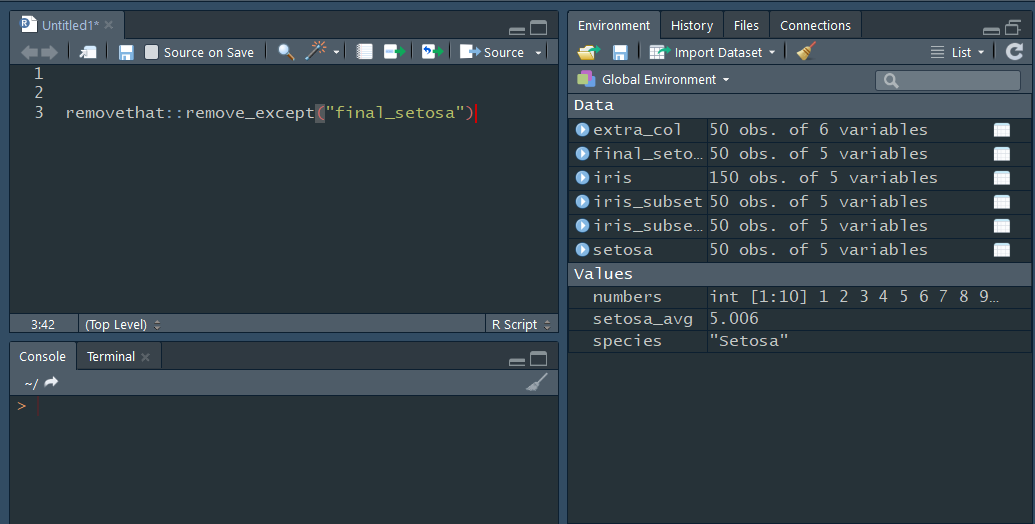 Untitled1*
Source on Save
Source
1
2
3 removethat::remove_except("final_setosa")
3:42 (Top Level) R Script
Console Terminal
~/
>
Environment History Files Connections
Import Dataset List
Global Environment
Data
extra_col 50 obs. of 6 variables
final_seto… 50 obs. of 5 variables
iris 150 obs. of 5 variables
iris_subset 50 obs. of 5 variables
iris_subse… 50 obs. of 5 variables
setosa 50 obs. of 5 variables
Values
numbers int [1:10] 1 2 3 4 5 6 7 8 9…
setosa_avg 5.006
species "Setosa"